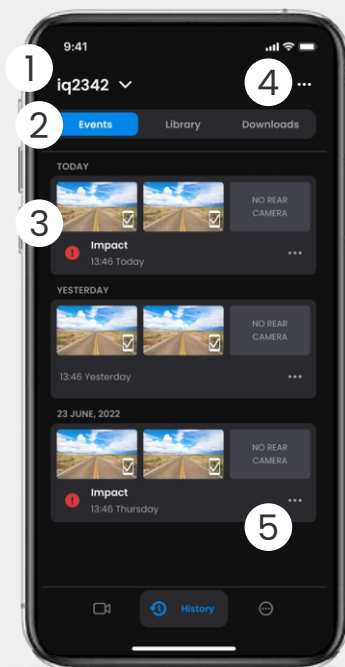 9:41
1
iq2342
4
2
Events Library Downloads
TODAY
3
NO REAR
CAMERA
Impact
13:46 Today
YESTERDAY
NO REAR
CAMERA
13:46 Yesterday
23 JUNE, 2022
NO REAR
CAMERA
Impact
13:46 Thursday
5
History